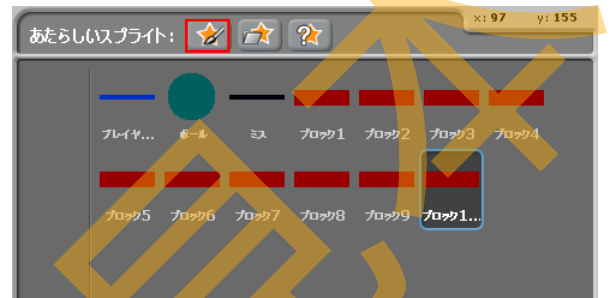 あたらしいスプライト: x: 97 y: 155
プレイヤ... ボール ミス ブロック1 ブロック2 ブロック3 ブロック4
ブロック5 ブロック6 ブロック7 ブロック8 ブロック9 ブロック1...